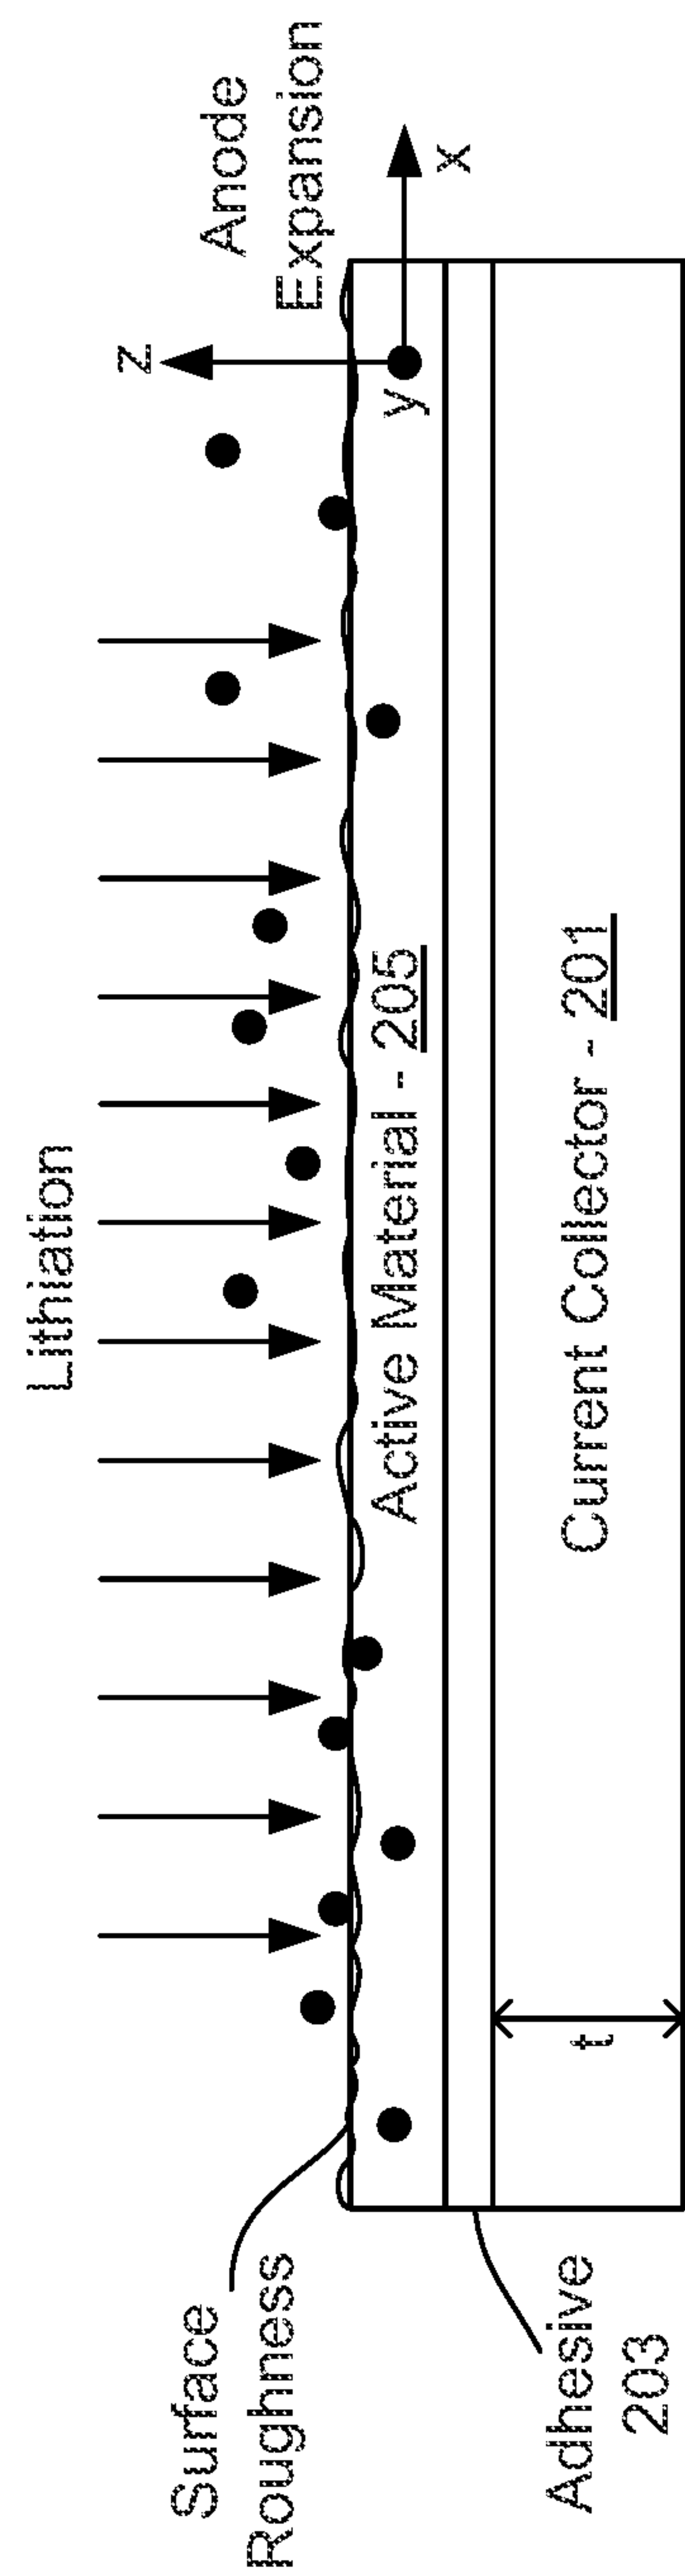 Lithiation
Anode
Expansion
z
y
x
Surface
Roughness
Active Material - 205
Current Collector - 201
t
Adhesive
203